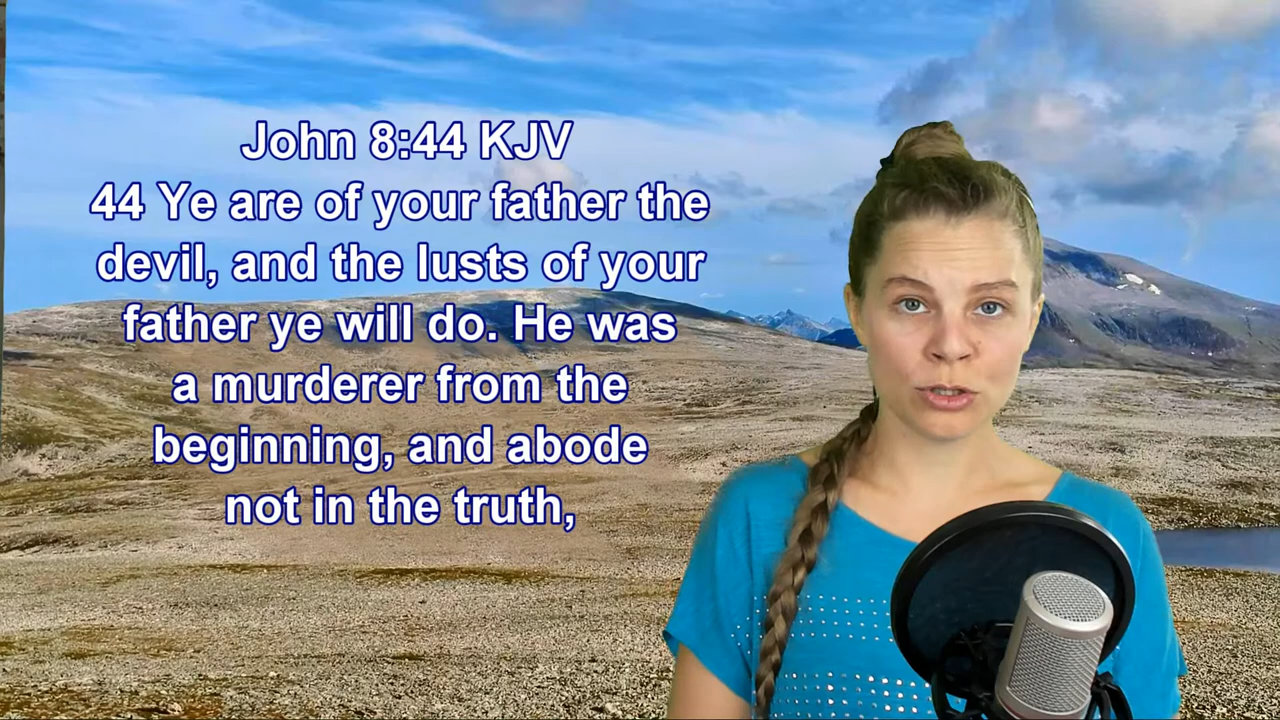 John 8:44 KJV
44 Ye are of your father the
devil, and the lusts of your
father ye will do. He was
a murderer from the
beginning, and abode
not in the truth,